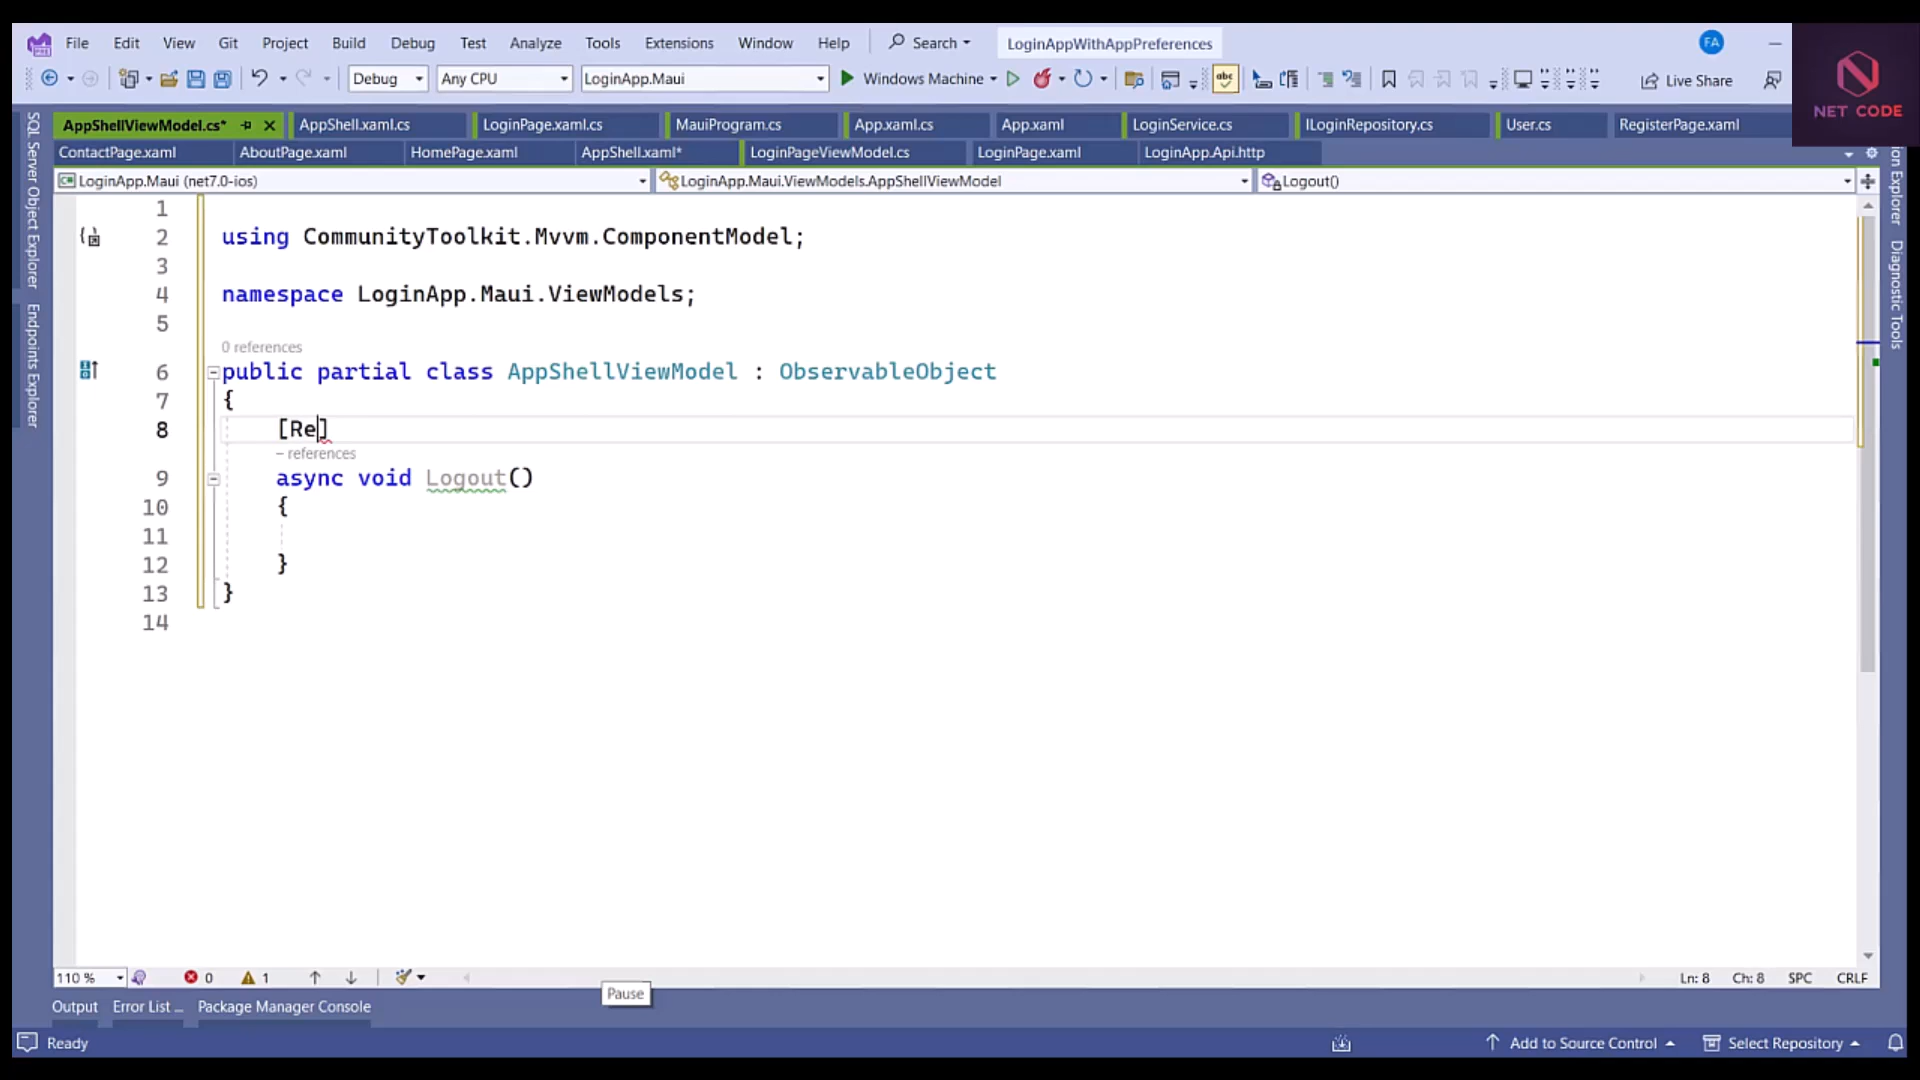 File Edit View Git Project Build Debug Test Analyze Tools Extensions Window Help Search LoginAppWithAppPreferences FA
Debug Any CPU LoginApp.Maui Windows Machine abc Live Share
NET CODE
AppShellViewModel.cs* AppShell.xaml.cs LoginPage.xaml.cs MauiProgram.cs App.xaml.cs App.xaml LoginService.cs ILoginRepository.cs User.cs RegisterPage.xaml
ContactPage.xaml AboutPage.xaml HomePage.xaml AppShell.xaml* LoginPageViewModel.cs LoginPage.xaml LoginApp.Api.http
LoginApp.Maui (net7.0-ios) LoginApp.Maui.ViewModels.AppShellViewModel Logout()
SQL Server Object Explorer
Endpoints Explorer
ion Explorer
Diagnostic Tools
1
2 using CommunityToolkit.Mvvm.ComponentModel;
3
4 namespace LoginApp.Maui.ViewModels;
5
0 references
6 public partial class AppShellViewModel : ObservableObject
7 {
8 [Re]
– references
9 async void Logout()
10 {
11
12 }
13 }
14
110 % 0 1 Ln: 8 Ch: 8 SPC CRLF
Pause
Output Error List ... Package Manager Console
Ready Add to Source Control Select Repository